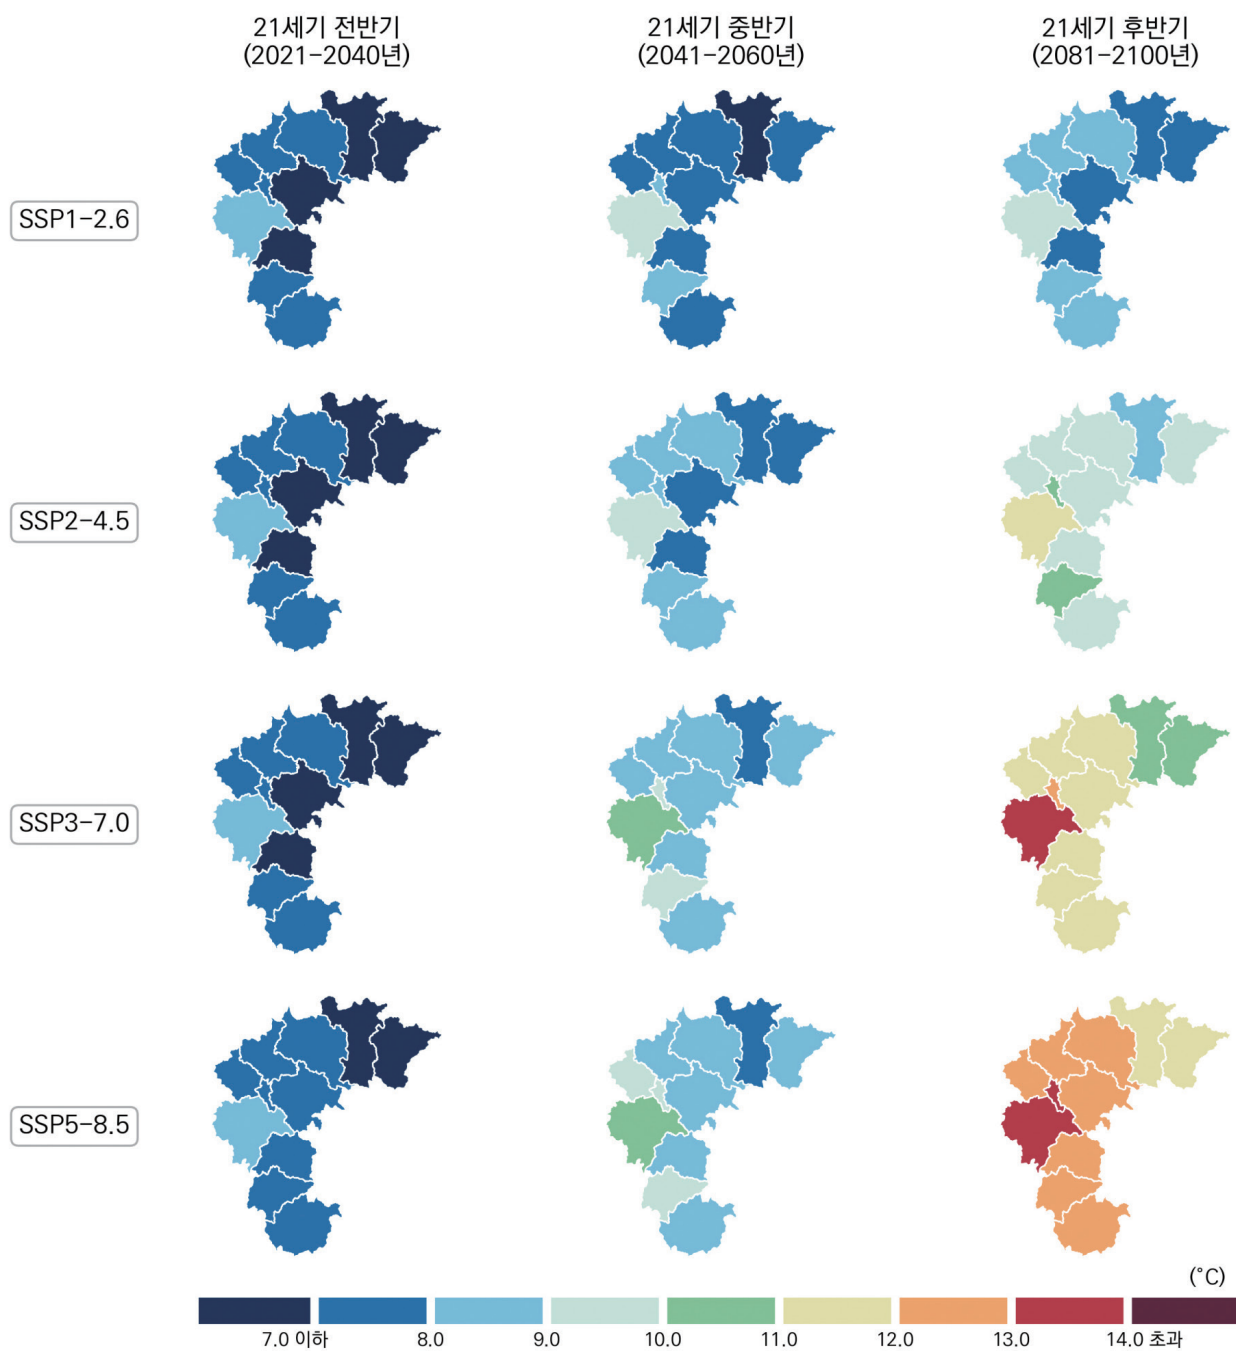 21세기 전반기
(2021-2040년)
21세기 중반기
(2041-2060년)
21세기 후반기
(2081-2100년)
SSP1-2.6
SSP2-4.5
SSP3-7.0
SSP5-8.5
(°C)
7.0 이하 8.0 9.0 10.0 11.0 12.0 13.0 14.0 초과